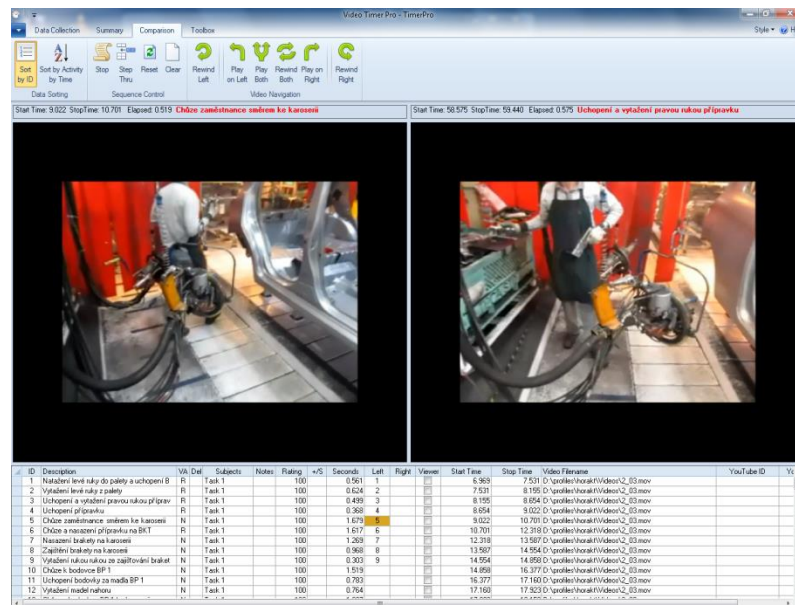 Video Timer Pro - TimerPro
Data Collection Summary Comparison Toolbox Style
Sort by ID Sort by Activity by Time Stop Step Thru Reset Clear Rewind Left Play on Left Play Both Rewind Both Play on Right Rewind Right
Data Sorting Sequence Control Video Navigation
Start Time: 9.022 StopTime: 10.701 Elapsed: 0.519 Chůze zaměstnance směrem ke karoserii
Start Time: 58.575 StopTime: 59.440 Elapsed: 0.575 Uchopení a vytažení pravou rukou přípravku
ID Description VA Del Subjects Notes Rating +/S Seconds Left Right Viewer Start Time Stop Time Video Filename YouTube ID
1 Natažení levé ruky do palety a uchopení B R Task 1 100 0.561 1 6.969 7.531 D:\profiles\horakt\Videos\2_03.mov
2 Vytažení levé ruky z palety R Task 1 100 0.624 2 7.531 8.155 D:\profiles\horakt\Videos\2_03.mov
3 Uchopení a vytažení pravou rukou příprav R Task 1 100 0.499 3 8.155 8.654 D:\profiles\horakt\Videos\2_03.mov
4 Uchopení přípravku R Task 1 100 0.368 4 8.654 9.022 D:\profiles\horakt\Videos\2_03.mov
5 Chůze zaměstnance směrem ke karoserii N Task 1 100 1.679 5 9.022 10.701 D:\profiles\horakt\Videos\2_03.mov
6 Chůze a nasazení přípravku na BKT R Task 1 100 1.617 6 10.701 12.318 D:\profiles\horakt\Videos\2_03.mov
7 Nasazení brakety na karoserii N Task 1 100 1.269 7 12.318 13.587 D:\profiles\horakt\Videos\2_03.mov
8 Zajištění brakety na karoserii N Task 1 100 0.968 8 13.587 14.554 D:\profiles\horakt\Videos\2_03.mov
9 Vytažení rukou rukou ze zajišťování braket N Task 1 100 0.303 9 14.554 14.858 D:\profiles\horakt\Videos\2_03.mov
10 Chůze k bodovce BP 1 N Task 1 100 1.519 14.858 16.377 D:\profiles\horakt\Videos\2_03.mov
11 Uchopení bodovky za madla BP 1 N Task 1 100 0.783 16.377 17.160 D:\profiles\horakt\Videos\2_03.mov
12 Vytažení madel nahoru N Task 1 100 0.764 17.160 17.923 D:\profiles\horakt\Videos\2_03.mov